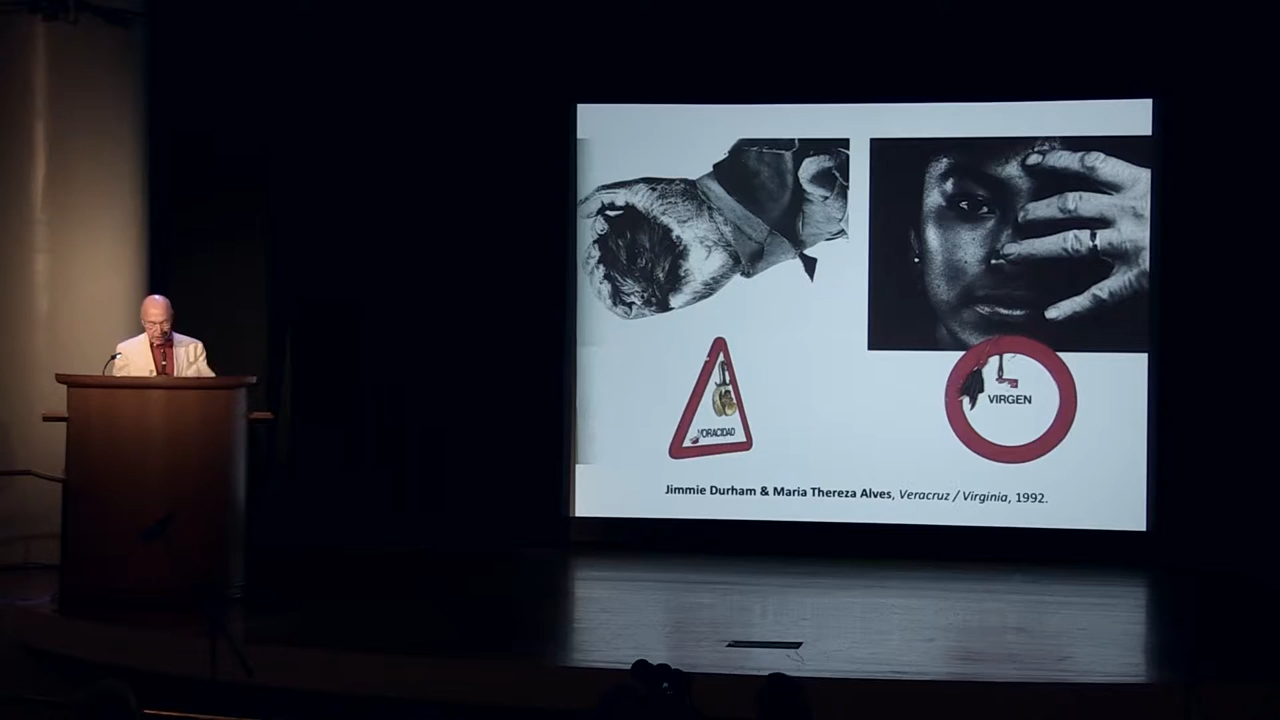 VORACIDAD
VIRGEN
Jimmie Durham & Maria Thereza Alves, Veracruz / Virginia, 1992.